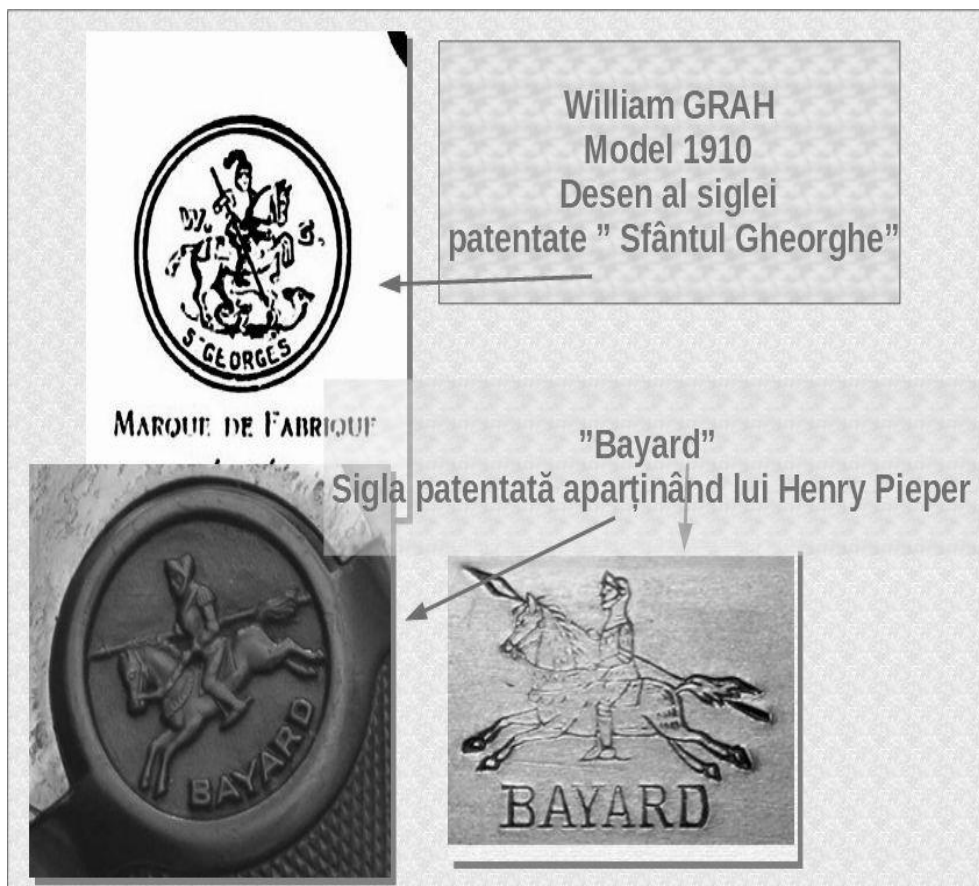 William GRAH
Model 1910
Desen al siglei
patentate ” Sfântul Gheorghe”
W. G.
St GEORGES
MARQUE DE FABRIQUE
”Bayard”
Sigla patentată aparținând lui Henry Pieper
BAYARD
BAYARD